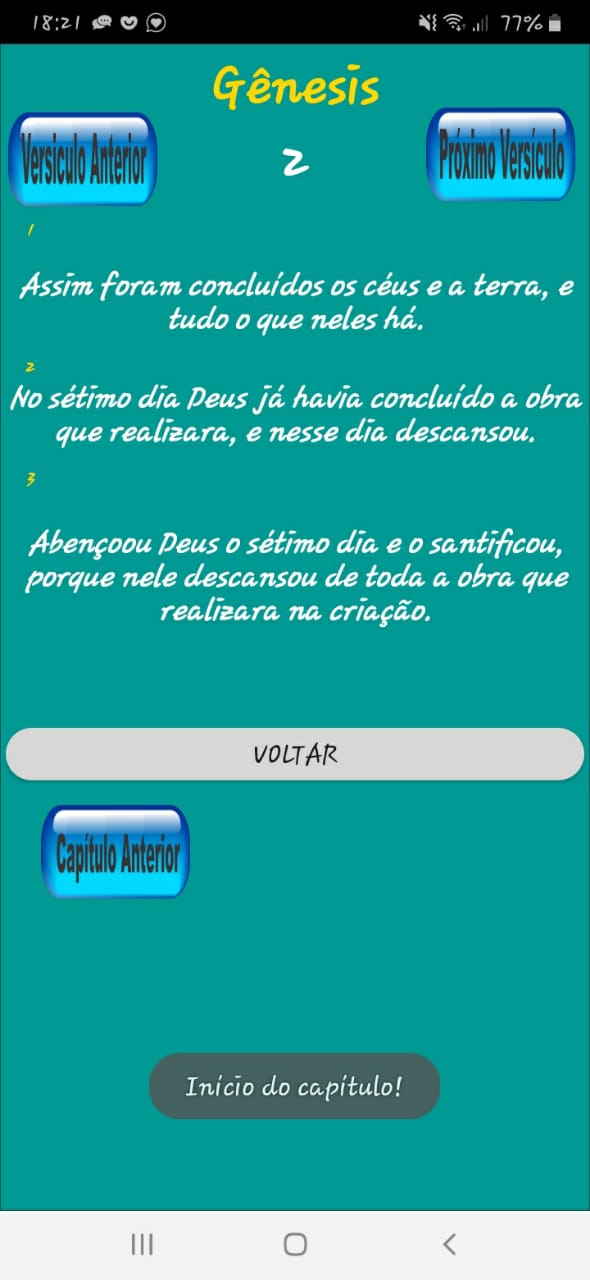 18:21 77%
Gênesis
Versiculo Anterior
2
Próximo Versículo
1
Assim foram concluídos os céus e a terra, e
tudo o que neles há.
2
No sétimo dia Deus já havia concluído a obra
que realizara, e nesse dia descansou.
3
Abençoou Deus o sétimo dia e o santificou,
porque nele descansou de toda a obra que
realizara na criação.
VOLTAR
Capítulo Anterior
Início do capítulo!